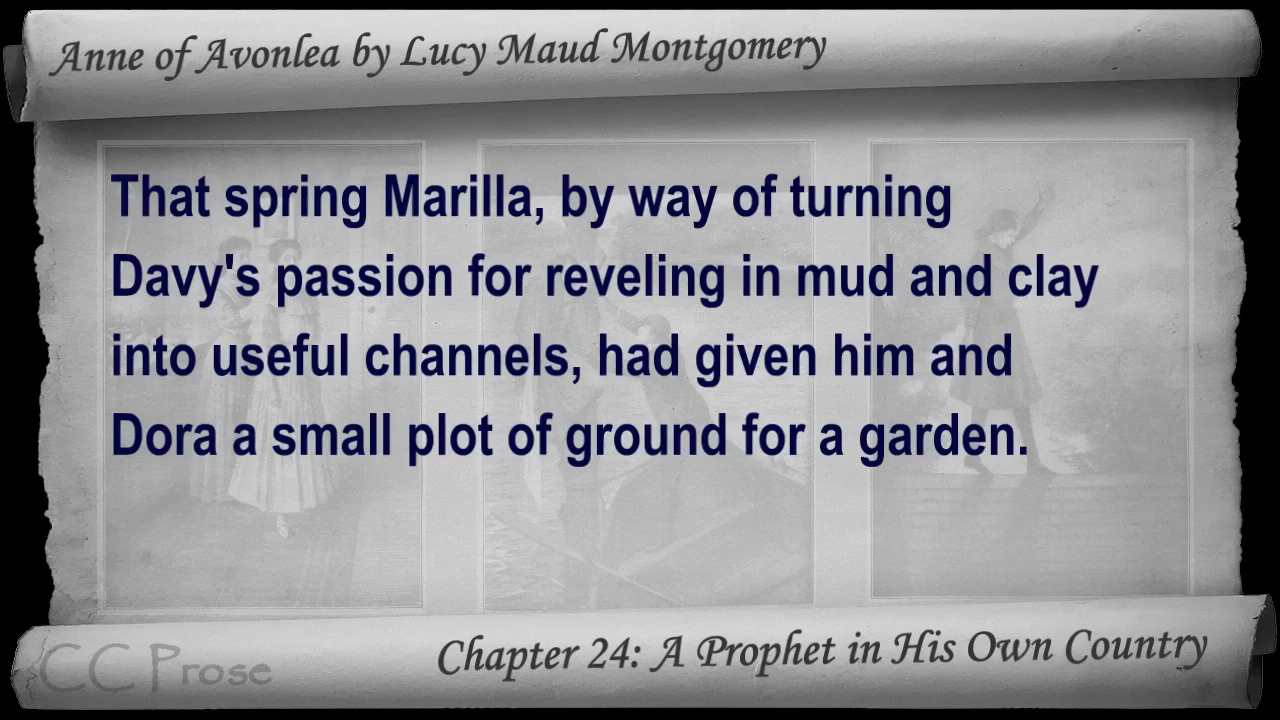 Anne of Avonlea by Lucy Maud Montgomery
That spring Marilla, by way of turning
Davy's passion for reveling in mud and clay
into useful channels, had given him and
Dora a small plot of ground for a garden.
Chapter 24: A Prophet in His Own Country
CC Prose